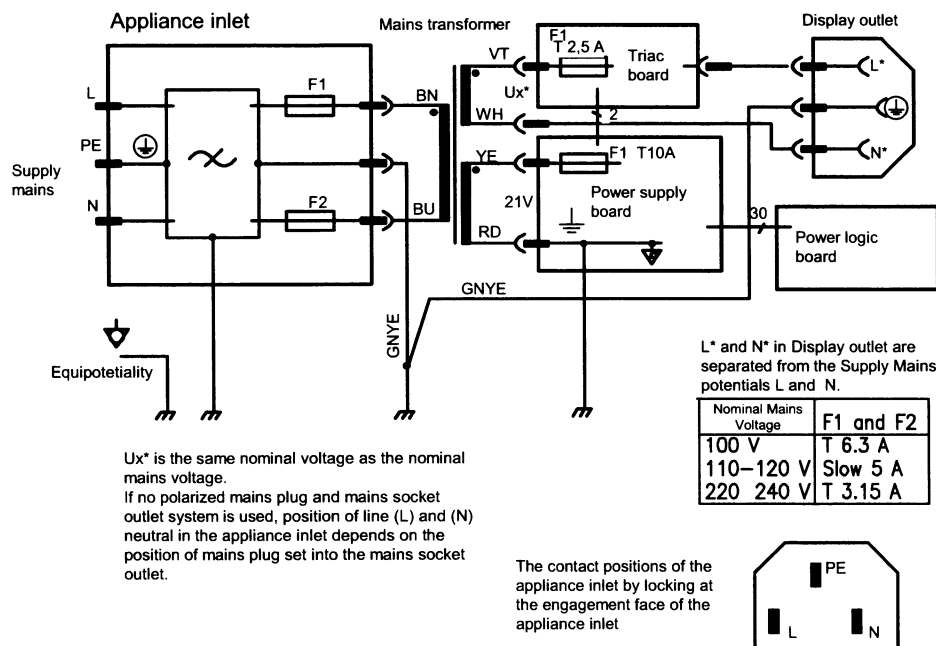 Appliance inlet
Mains transformer
Display outlet
F1
T 2,5 A
Triac
board
VT
L*
Ux*
L
F1
BN
WH
2
PE
N*
YE
F1 T10A
Supply
mains
Power supply
board
21V
N
F2
BU
30
RD
Power logic
board
GNYE
GNYE
Equipotetiality
L* and N* in Display outlet are
separated from the Supply Mains
potentials L and N.
Nominal Mains
Voltage
F1 and F2
100 V
T 6.3 A
110-120 V
Slow 5 A
220 240 V
T 3.15 A
Ux* is the same nominal voltage as the nominal
mains voltage.
If no polarized mains plug and mains socket
outlet system is used, position of line (L) and (N)
neutral in the appliance inlet depends on the
position of mains plug set into the mains socket
outlet.
The contact positions of the
appliance inlet by locking at
the engagement face of the
appliance inlet
PE
L
N